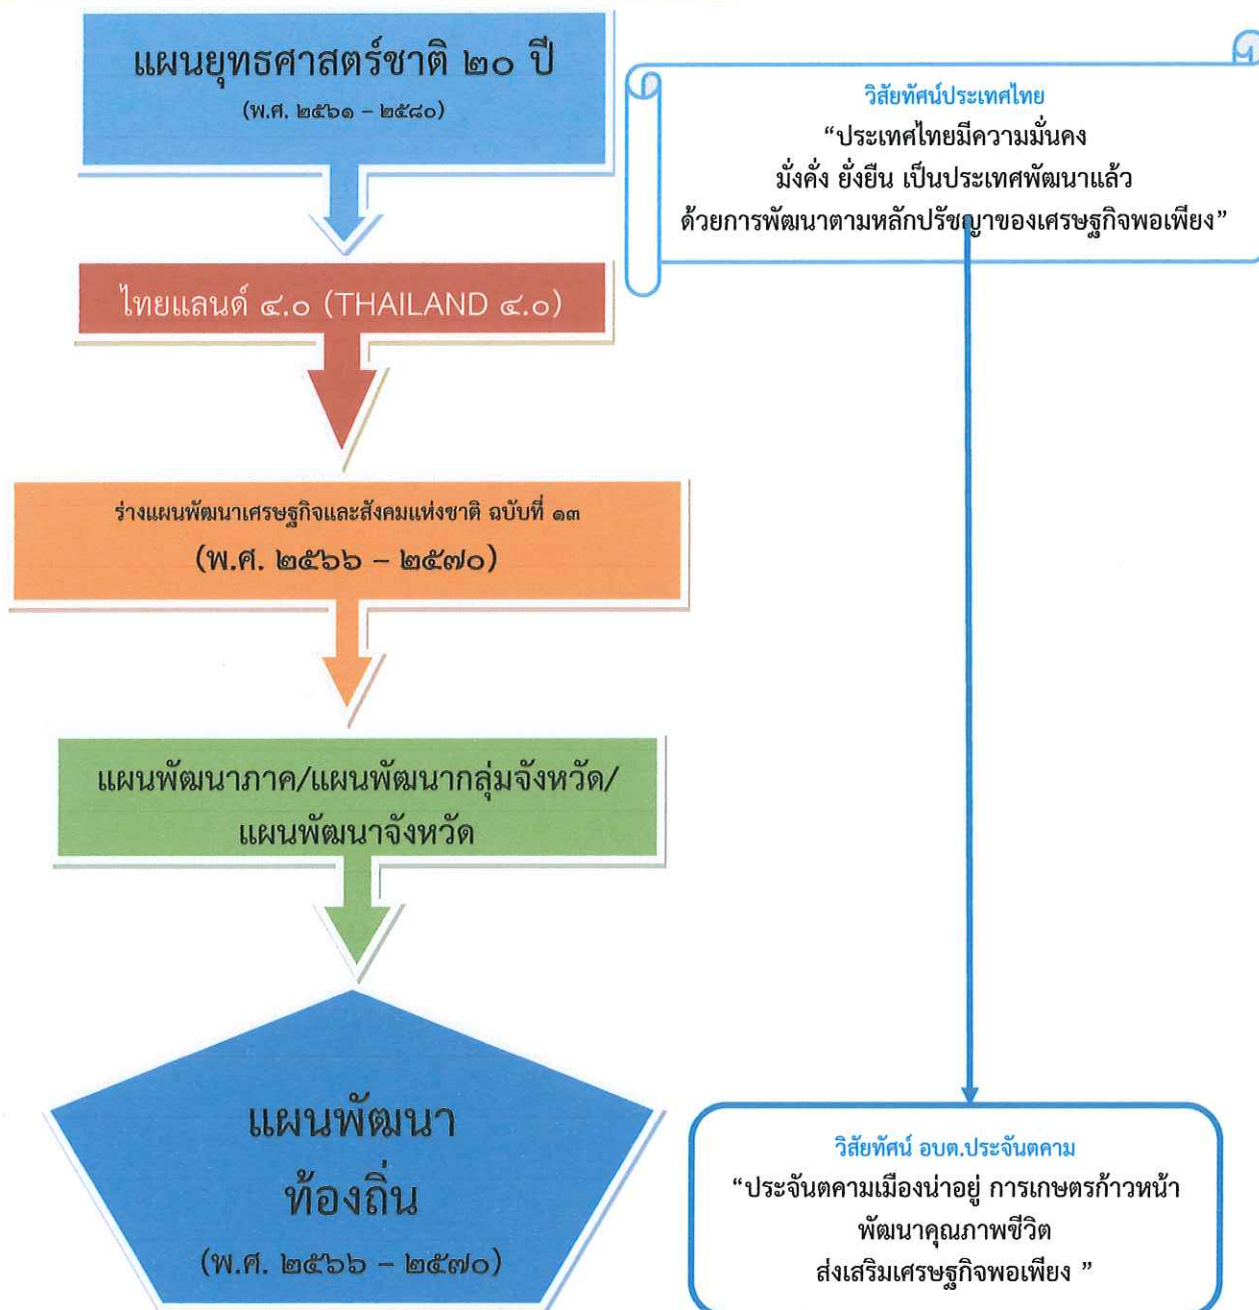 แผนยุทธศาสตร์ชาติ ๒๐ ปี
(พ.ศ. ๒๕๖๑ – ๒๕๘๐)
วิสัยทัศน์ประเทศไทย
“ประเทศไทยมีความมั่นคง
มั่งคั่ง ยั่งยืน เป็นประเทศพัฒนาแล้ว
ด้วยการพัฒนาตามหลักปรัชญาของเศรษฐกิจพอเพียง”
ไทยแลนด์ ๔.๐ (THAILAND ๔.๐)
ร่างแผนพัฒนาเศรษฐกิจและสังคมแห่งชาติ ฉบับที่ ๑๓
(พ.ศ. ๒๕๖๖ – ๒๕๗๐)
แผนพัฒนาภาค/แผนพัฒนากลุ่มจังหวัด/
แผนพัฒนาจังหวัด
แผนพัฒนา
ท้องถิ่น
(พ.ศ. ๒๕๖๖ – ๒๕๗๐)
วิสัยทัศน์ อบต.ประจันตคาม
“ประจันตคามเมืองน่าอยู่ การเกษตรก้าวหน้า
พัฒนาคุณภาพชีวิต
ส่งเสริมเศรษฐกิจพอเพียง ”